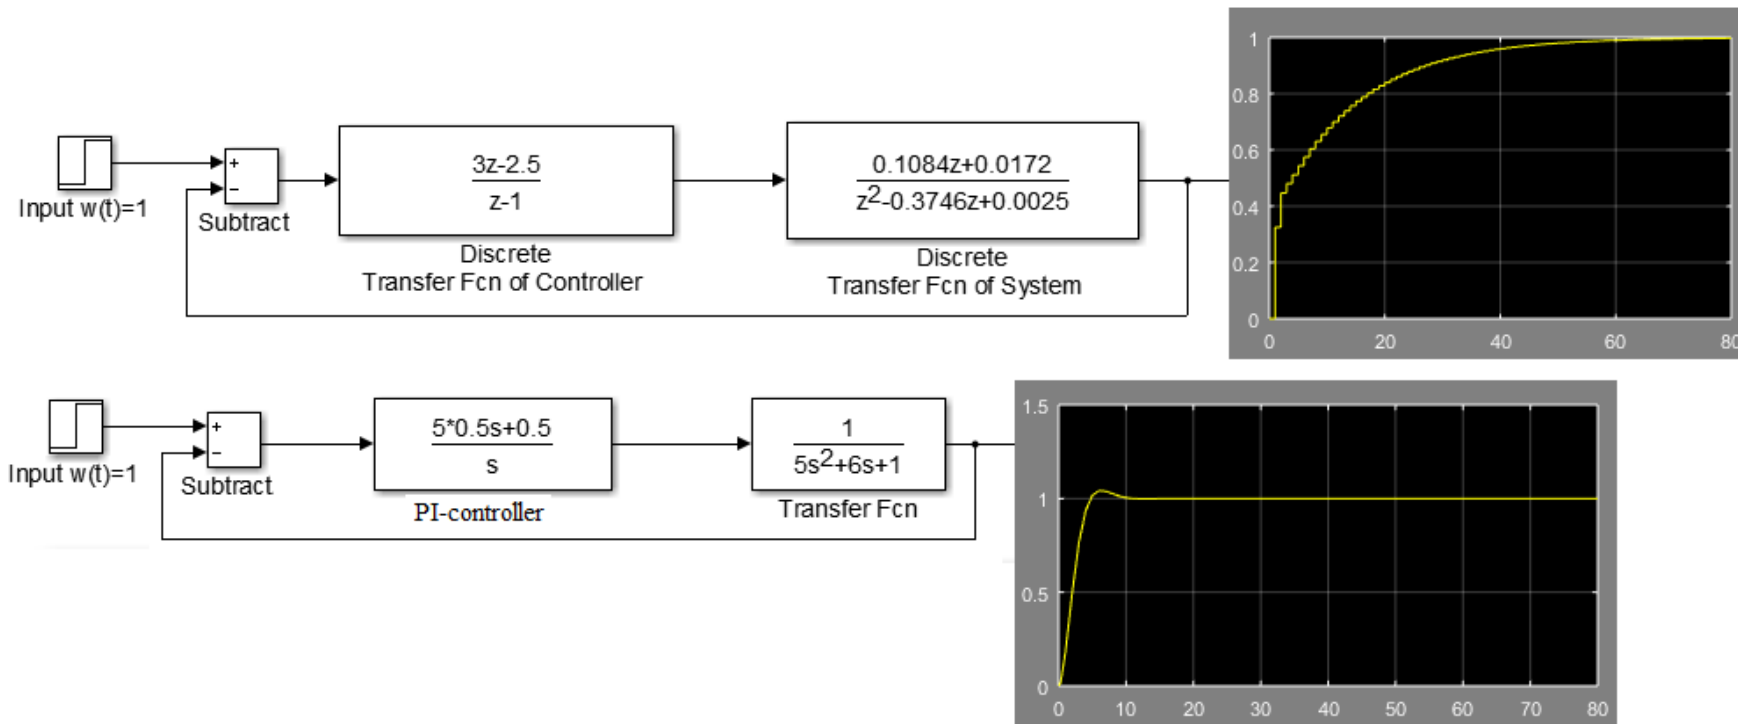 1
0.8
0.6
0.4
0.2
0
0 20 40 60 80
+
−
3z-2.5
z-1
0.1084z+0.0172
z2-0.3746z+0.0025
Input w(t)=1
Subtract
Discrete
Transfer Fcn of Controller
Discrete
Transfer Fcn of System
1.5
1
0.5
0
0 10 20 30 40 50 60 70 80
+
−
5*0.5s+0.5
s
1
5s2+6s+1
Input w(t)=1
Subtract
PI-controller
Transfer Fcn